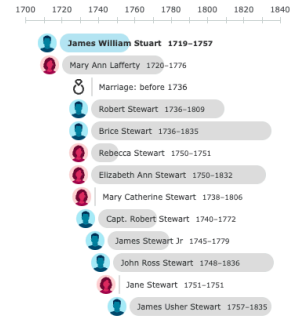 1700 1720 1740 1760 1780 1800 1820 1840
James William Stuart 1719–1757
Mary Ann Lafferty 1720–1776
Marriage: before 1736
Robert Stewart 1736–1809
Brice Stewart 1736–1835
Rebecca Stewart 1750–1751
Elizabeth Ann Stewart 1750–1832
Mary Catherine Stewart 1738–1806
Capt. Robert Stewart 1740–1772
James Stewart Jr 1745–1779
John Ross Stewart 1748–1836
Jane Stewart 1751–1751
James Usher Stewart 1757–1835